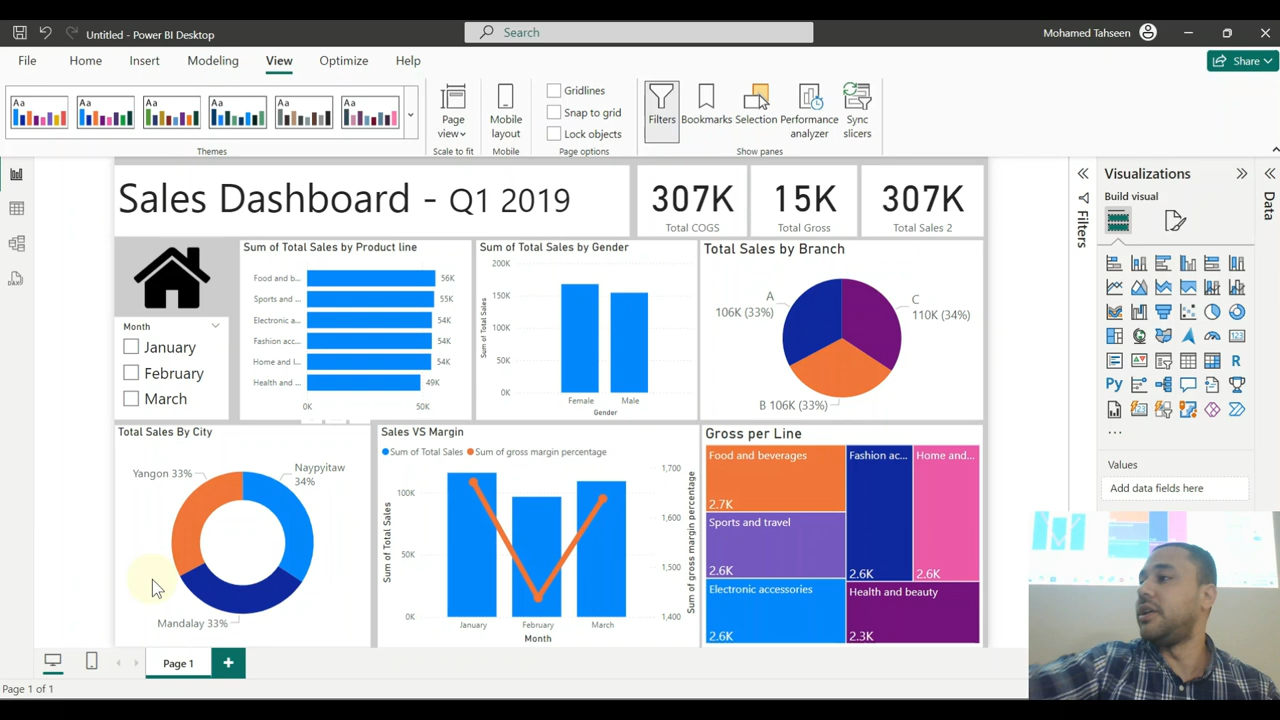 Untitled - Power BI Desktop
Search
Mohamed Tahseen
File
Home
Insert
Modeling
View
Optimize
Help
Share
Aa
Aa
Aa
Aa
Aa
Aa
Themes
Page view
Scale to fit
Mobile layout
Mobile
Gridlines
Snap to grid
Lock objects
Page options
Filters
Bookmarks
Selection
Performance analyzer
Sync slicers
Show panes
Sales Dashboard - Q1 2019
307K
Total COGS
15K
Total Gross
307K
Total Sales 2
Month
January
February
March
Sum of Total Sales by Product line
Food and b... 56K
Sports and ... 55K
Electronic a... 54K
Fashion acc... 54K
Home and l... 54K
Health and ... 49K
0K 50K
Sum of Total Sales by Gender
Sum of Total Sales
200K
150K
100K
50K
0K
Female Male
Gender
Total Sales by Branch
A
106K (33%)
C
110K (34%)
B 106K (33%)
Total Sales By City
Yangon 33%
Naypyitaw
34%
Mandalay 33%
Sales VS Margin
Sum of Total Sales Sum of gross margin percentage
Sum of Total Sales
100K
50K
0K
1,700
1,600
1,500
1,400
Sum of gross margin percentage
January February March
Month
Gross per Line
Food and beverages
2.7K
Sports and travel
2.6K
Electronic accessories
2.6K
Fashion ac...
2.6K
Home and...
2.6K
Health and beauty
2.3K
Filters
Visualizations
Build visual
R
Py
123
...
Values
Add data fields here
Data
Page 1
Page 1 of 1